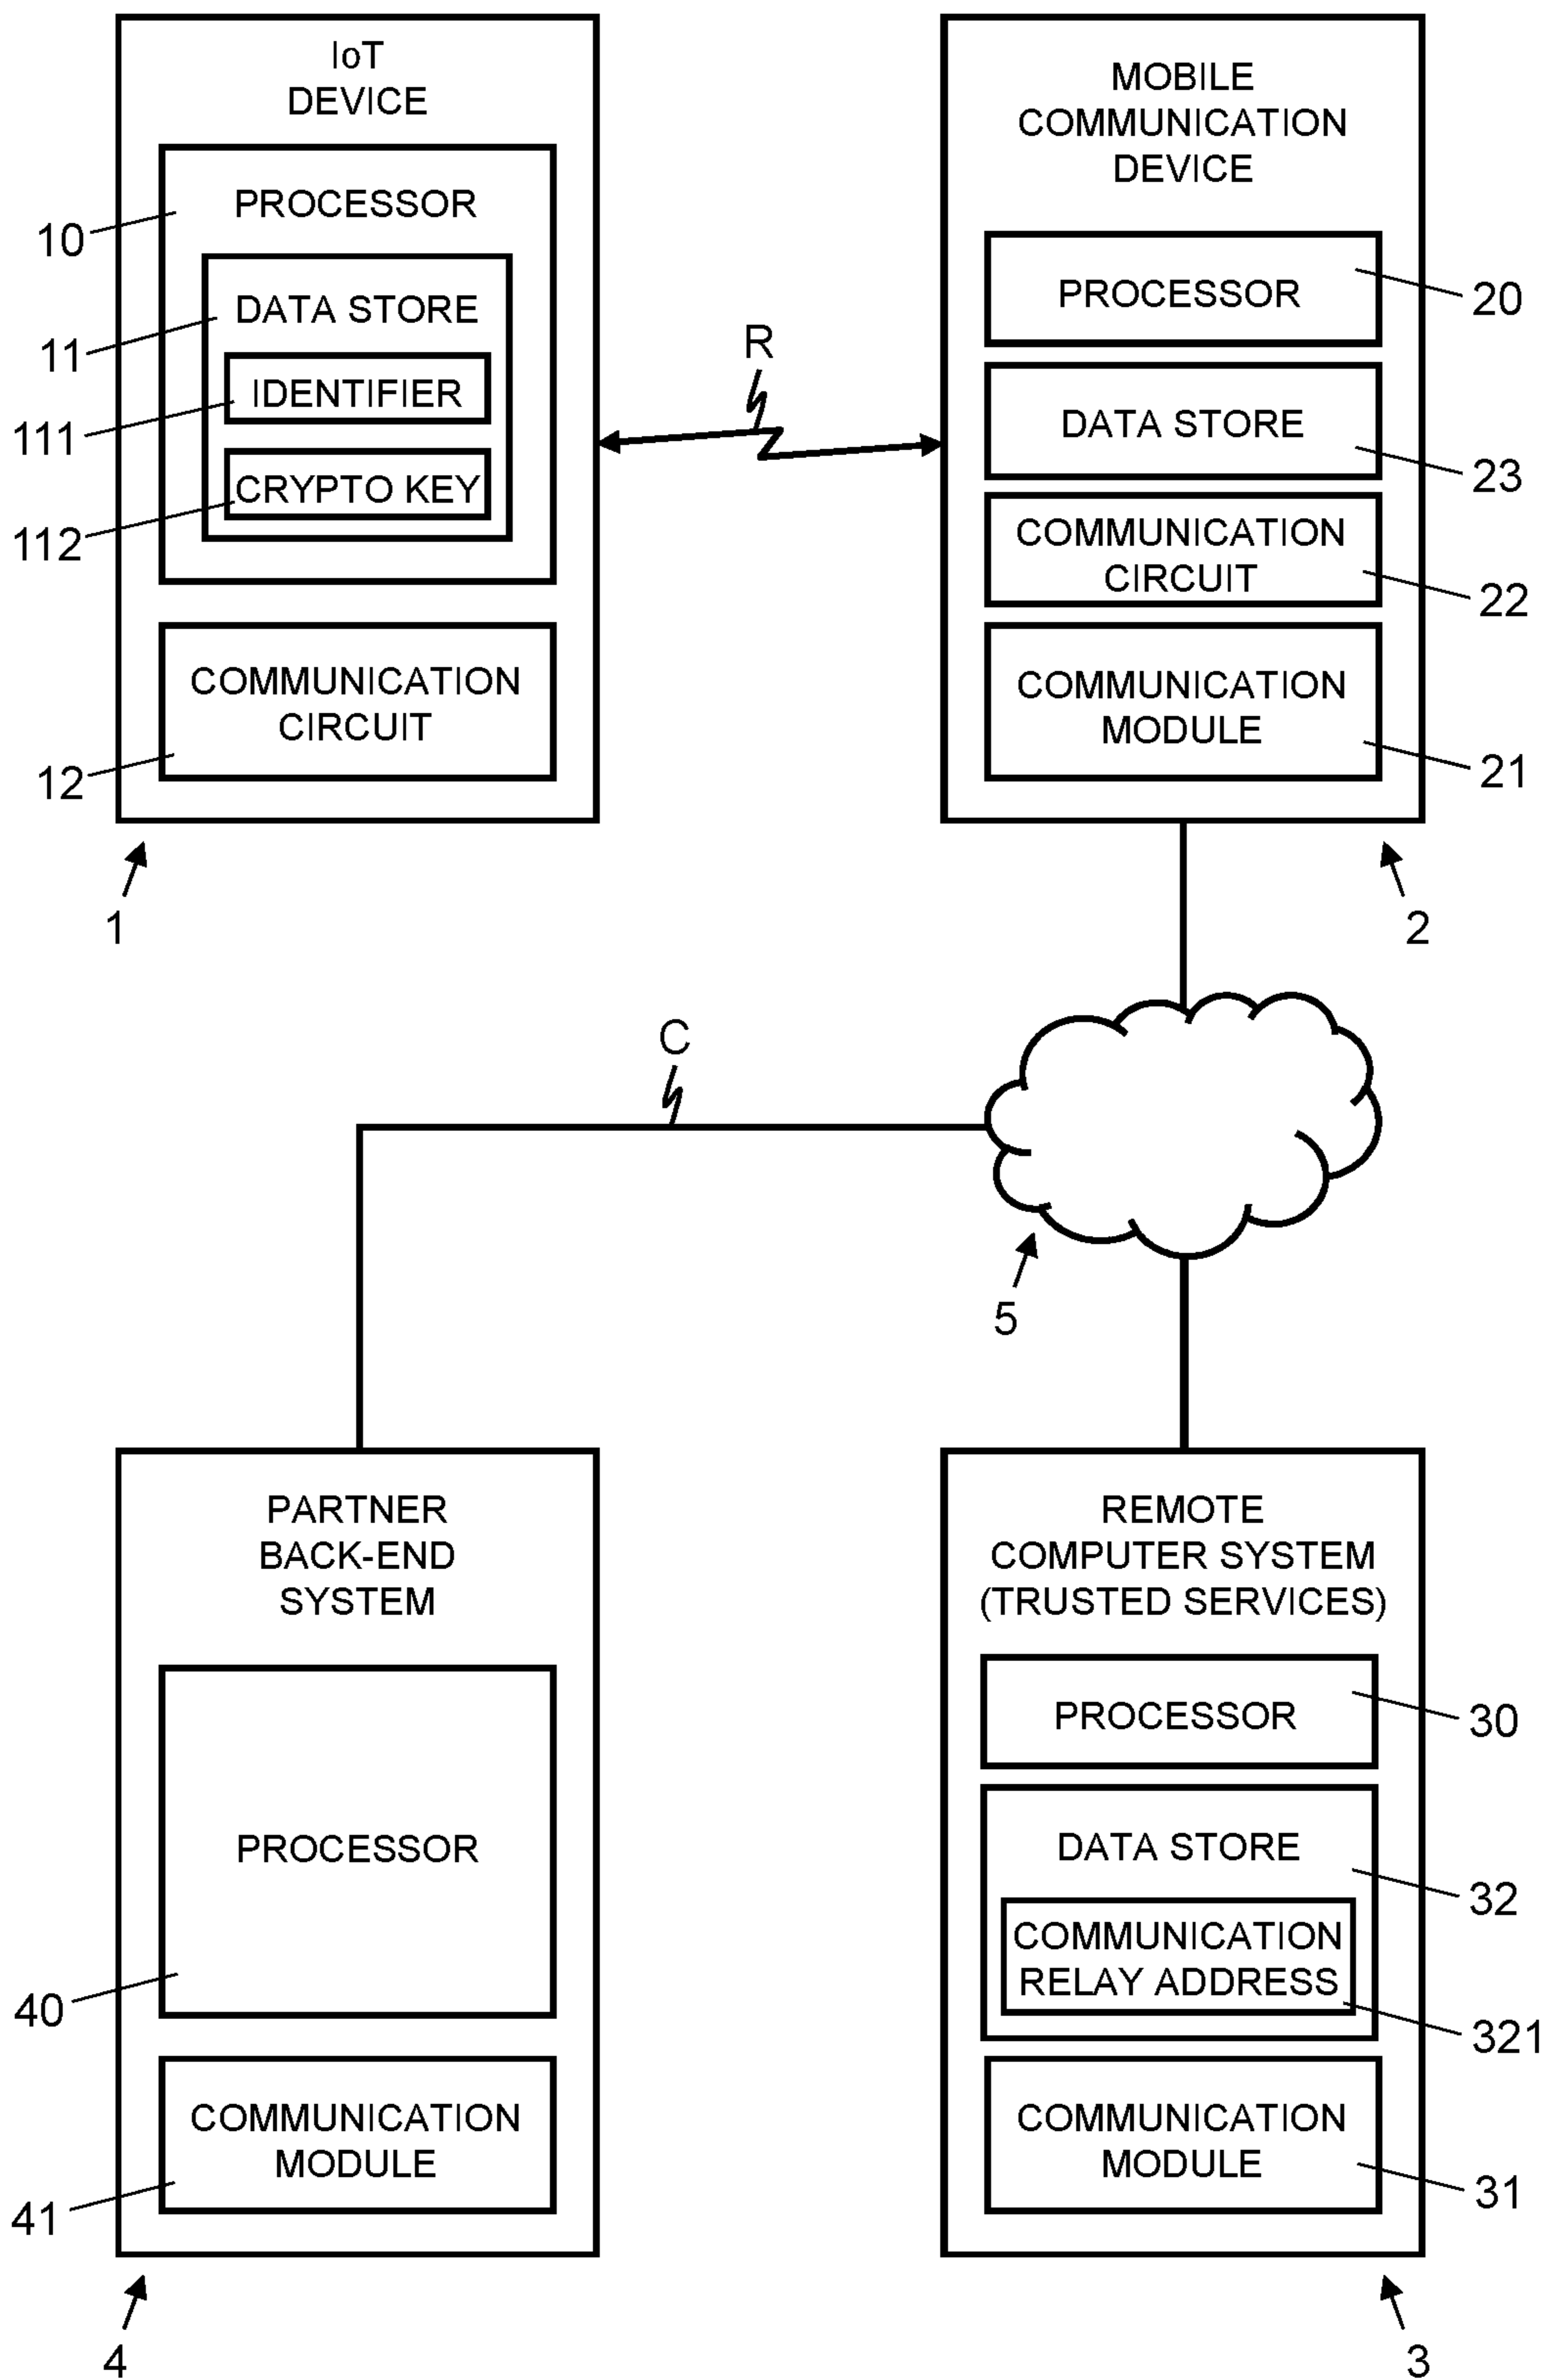 IoT
DEVICE
PROCESSOR
10
DATA STORE
11
IDENTIFIER
111
CRYPTO KEY
112
COMMUNICATION
CIRCUIT
12
1
R
MOBILE
COMMUNICATION
DEVICE
PROCESSOR
20
DATA STORE
23
COMMUNICATION
CIRCUIT
22
COMMUNICATION
MODULE
21
2
C
5
PARTNER
BACK-END
SYSTEM
PROCESSOR
40
COMMUNICATION
MODULE
41
4
REMOTE
COMPUTER SYSTEM
(TRUSTED SERVICES)
PROCESSOR
30
DATA STORE
32
COMMUNICATION
RELAY ADDRESS
321
COMMUNICATION
MODULE
31
3